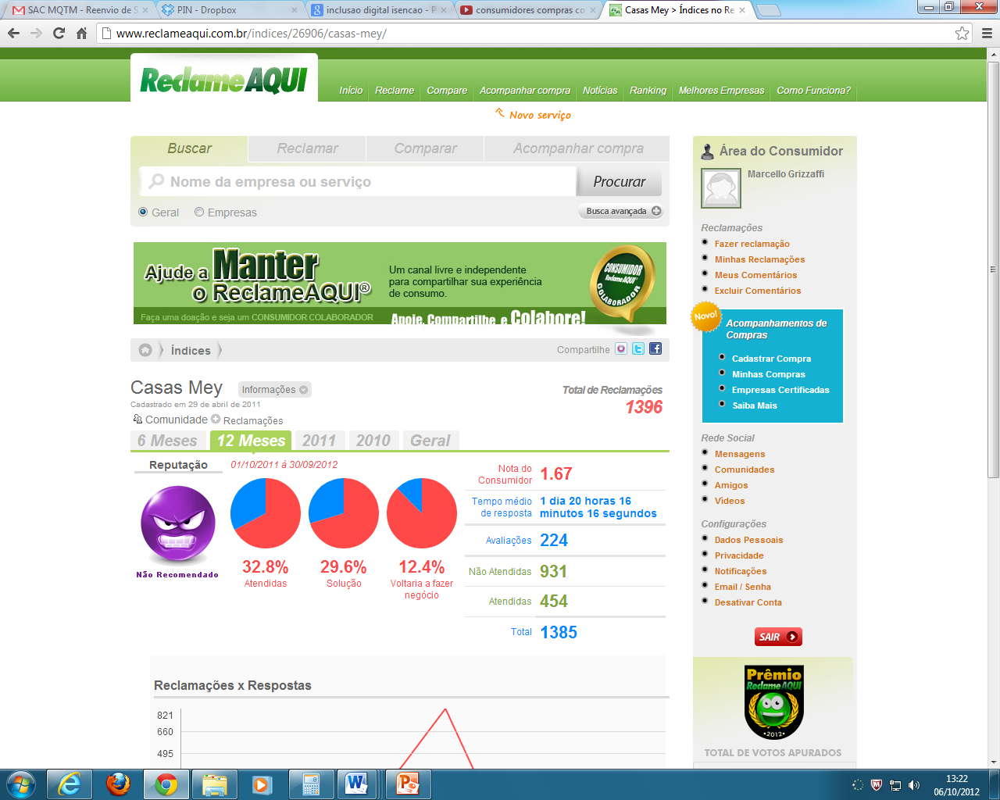 SAC MQTM - Reenvio de S
PIN - Dropbox
inclusao digital isencao - P
consumidores compras co
Casas Mey > Índices no Re
www.reclameaqui.com.br/indices/26906/casas-mey/
ReclameAQUI
Início Reclame Compare Acompanhar compra Notícias Ranking Melhores Empresas Como Funciona?
Novo serviço
Buscar Reclamar Comparar Acompanhar compra
Nome da empresa ou serviço Procurar
Geral Empresas Busca avançada
Ajude a Manter
o ReclameAQUI®
Um canal livre e independente
para compartilhar sua experiência
de consumo.
CONSUMIDOR
ReclameAQUI
COLABORADOR
Faça uma doação e seja um CONSUMIDOR COLABORADOR
Apoie, Compartilhe e Colabore!
Índices Compartilhe
Casas Mey Informações
Cadastrado em 29 de abril de 2011
Total de Reclamações
1396
Comunidade Reclamações
6 Meses 12 Meses 2011 2010 Geral
Reputação
01/10/2011 à 30/09/2012
Não Recomendado
32.8%
Atendidas
29.6%
Solução
12.4%
Voltaria a fazer
negócio
Nota do
Consumidor 1.67
Tempo médio
de resposta
1 dia 20 horas 16
minutos 16 segundos
Avaliações 224
Não Atendidas 931
Atendidas 454
Total 1385
Reclamações x Respostas
821
660
495
Área do Consumidor
Marcello Grizzaffi
Reclamações
Fazer reclamação
Minhas Reclamações
Meus Comentários
Excluir Comentários
Novo!
Acompanhamentos de
Compras
Cadastrar Compra
Minhas Compras
Empresas Certificadas
Saiba Mais
Rede Social
Mensagens
Comunidades
Amigos
Vídeos
Configurações
Dados Pessoais
Privacidade
Notificações
Email / Senha
Desativar Conta
SAIR
Prêmio
ReclameAQUI
•2012•
TOTAL DE VOTOS APURADOS
13:22
06/10/2012